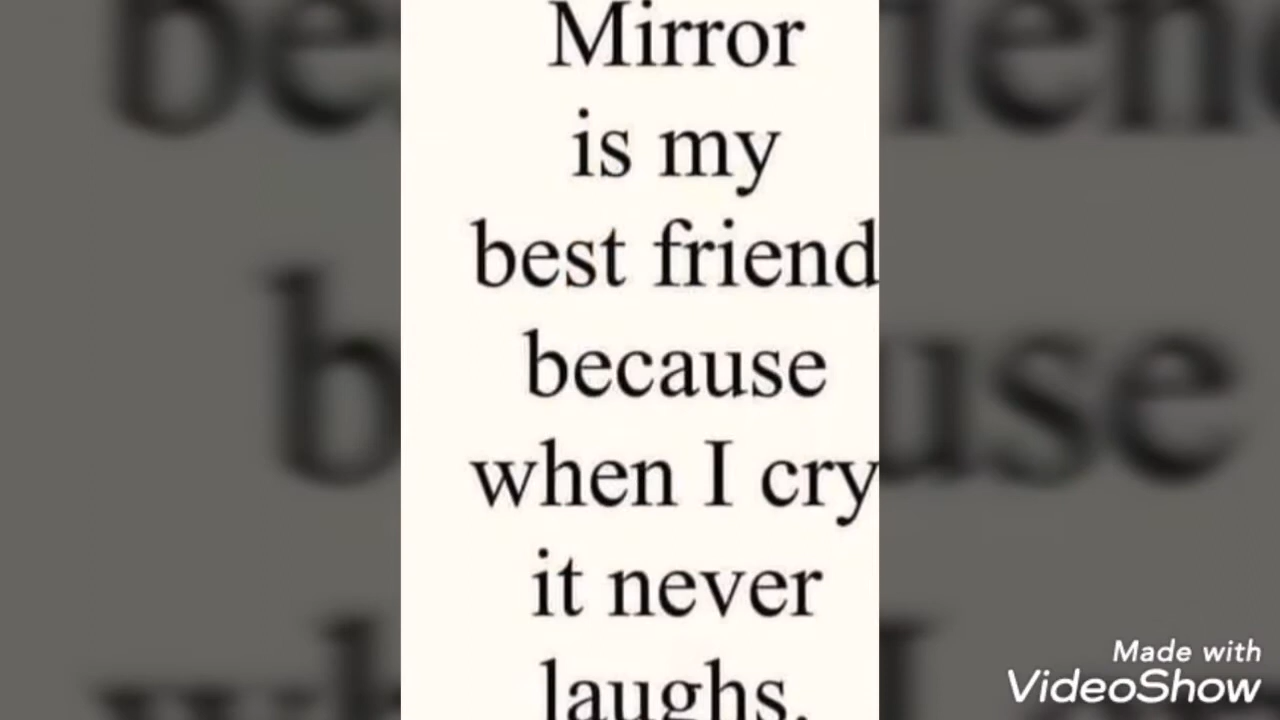 Mirror
is my
best friend
because
when I cry
it never
laughs.
Made with
VideoShow